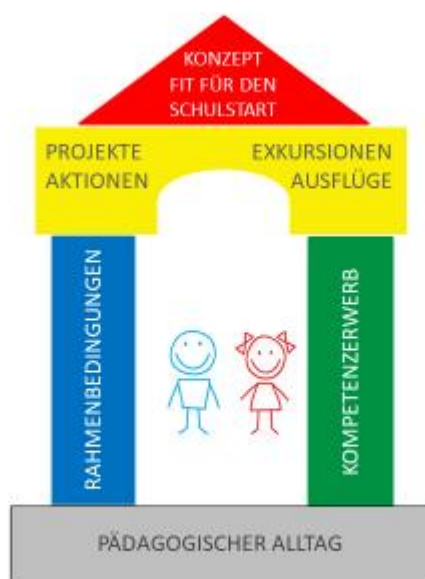 KONZEPT
FIT FÜR DEN
SCHULSTART
PROJEKTE
AKTIONEN
EXKURSIONEN
AUSFLÜGE
RAHMENBEDINGUNGEN
KOMPETENZERWERB
PÄDAGOGISCHER ALLTAG